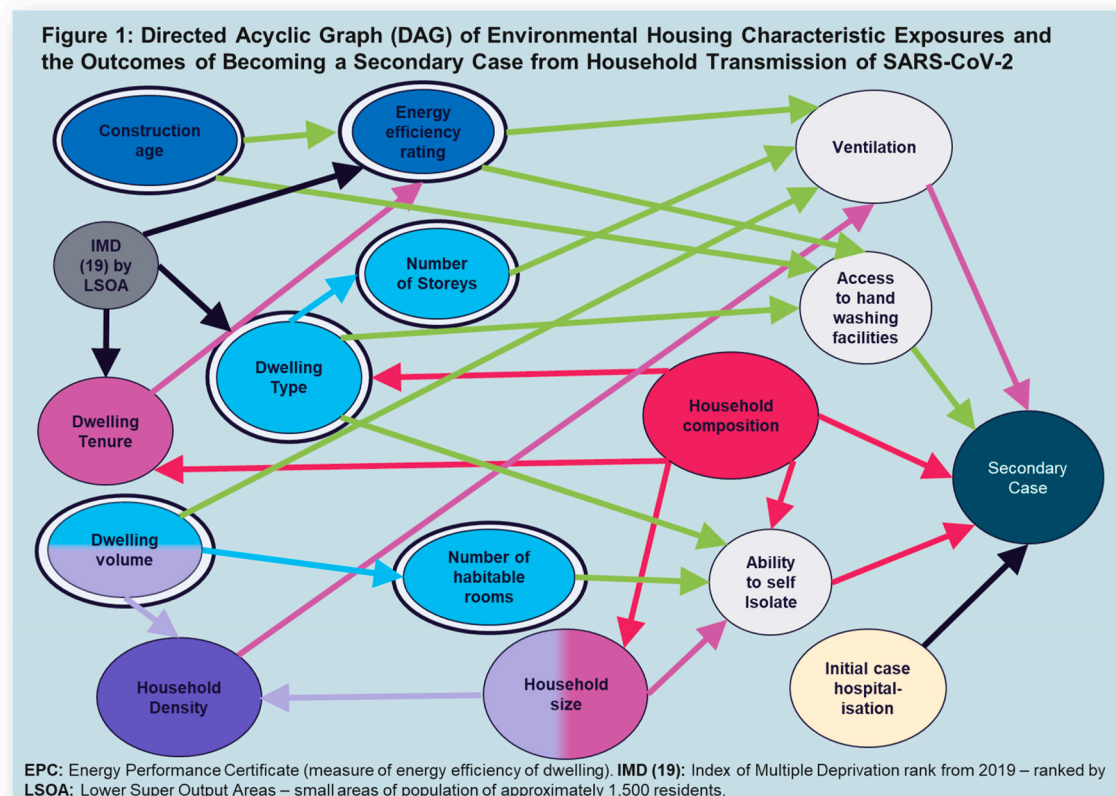 Figure 1: Directed Acyclic Graph (DAG) of Environmental Housing Characteristic Exposures and
the Outcomes of Becoming a Secondary Case from Household Transmission of SARS-CoV-2
Construction
age
Energy
efficiency
rating
Ventilation
IMD
(19) by
LSOA
Number
of Storeys
Access
to hand
washing
facilities
Dwelling
Type
Dwelling
Tenure
Household
composition
Secondary
Case
Dwelling
volume
Number of
habitable
rooms
Ability
to self
Isolate
Household
Density
Household
size
Initial case
hospital-
isation
EPC: Energy Performance Certificate (measure of energy efficiency of dwelling). IMD (19): Index of Multiple Deprivation rank from 2019 – ranked by
LSOA: Lower Super Output Areas – small areas of population of approximately 1,500 residents.